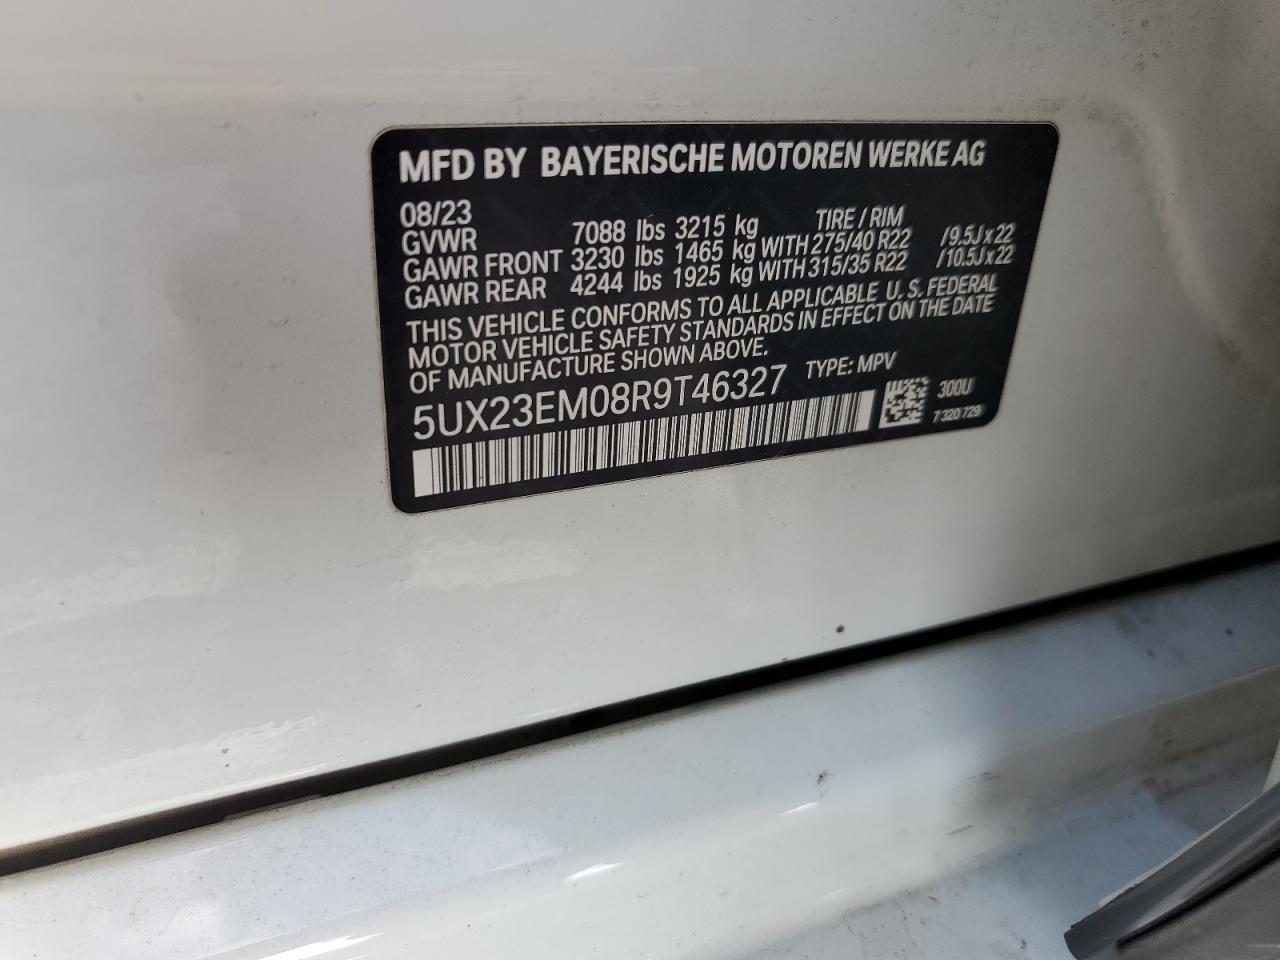 MFD BY BAYERISCHE MOTOREN WERKE AG
08/23
GVWR 7088 lbs 3215 kg TIRE / RIM
GAWR FRONT 3230 lbs 1465 kg WITH 275/40 R22 /9.5J x 22
GAWR REAR 4244 lbs 1925 kg WITH 315/35 R22 /10.5J x 22
THIS VEHICLE CONFORMS TO ALL APPLICABLE U.S. FEDERAL
MOTOR VEHICLE SAFETY STANDARDS IN EFFECT ON THE DATE
OF MANUFACTURE SHOWN ABOVE.
5UX23EM08R9T46327 TYPE: MPV
300U
7 320 729